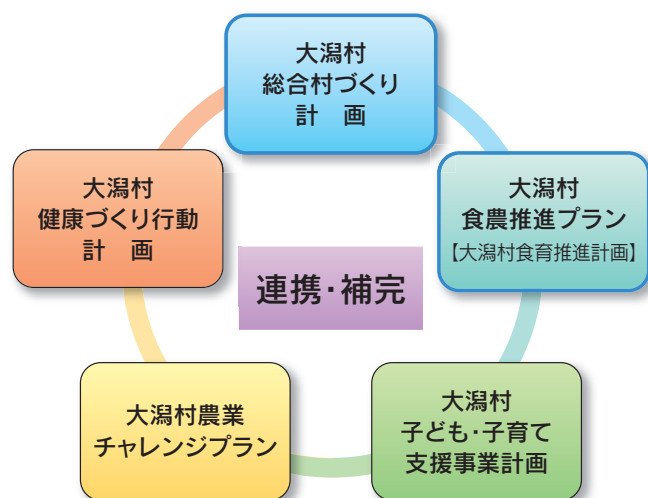 大潟村
総合村づくり
計　画
大潟村
健康づくり行動
計　画
大潟村
食農推進プラン
【大潟村食育推進計画】
連携・補完
大潟村農業
チャレンジプラン
大潟村
子ども・子育て
支援事業計画